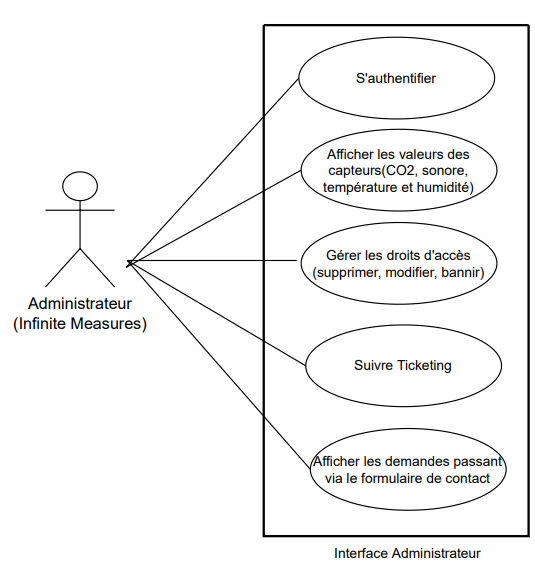 S'authentifier
Afficher les valeurs des
capteurs(CO2, sonore,
température et humidité)
Gérer les droits d'accès
(supprimer, modifier, bannir)
Administrateur
(Infinite Measures)
Suivre Ticketing
Afficher les demandes passant
via le formulaire de contact
Interface Administrateur